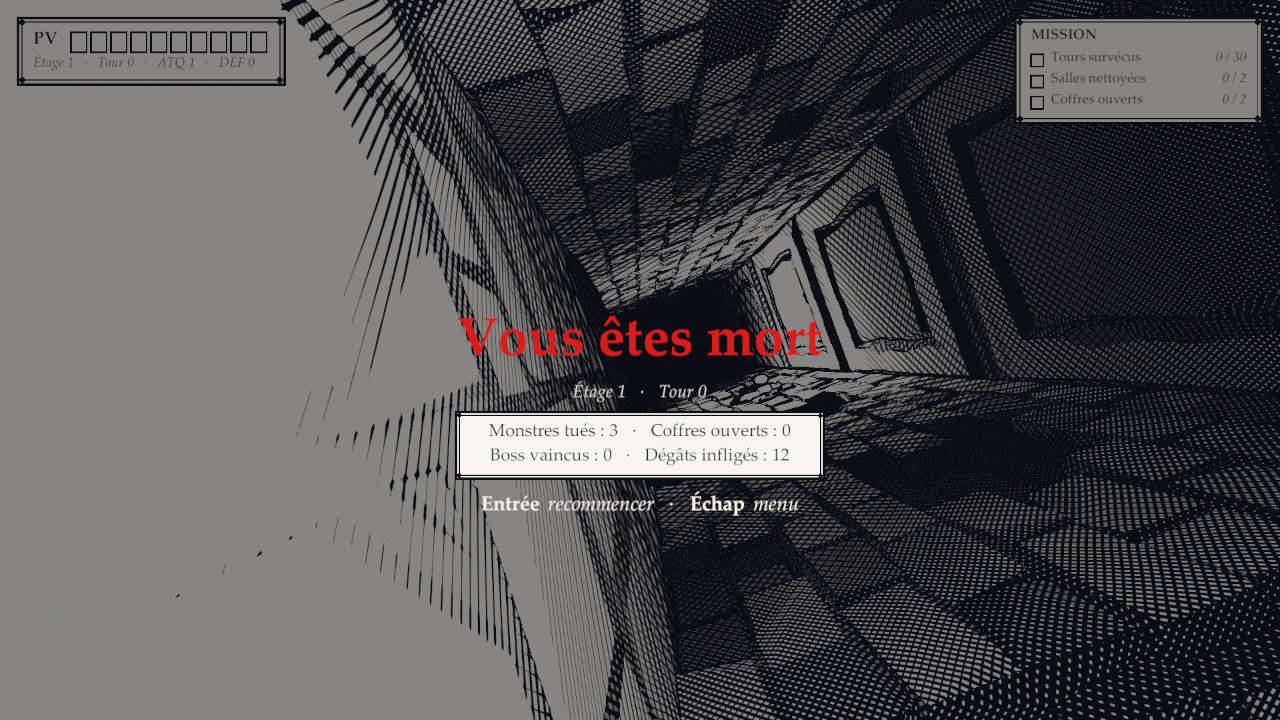 PV
Étage 1 · Tour 0 · ATQ 1 · DÉF 0
MISSION
Tours survécus 0 / 30
Salles nettoyées 0 / 2
Coffres ouverts 0 / 2
Vous êtes mort
Étage 1 · Tour 0
Monstres tués : 3 · Coffres ouverts : 0
Boss vaincus : 0 · Dégâts infligés : 12
Entrée recommencer · Échap menu